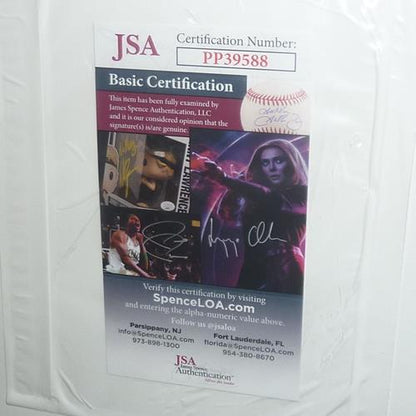 JSA
Certification Number:
PP39588
Basic Certification
This item has been fully examined by
James Spence Authentication, LLC
and it is our considered opinion that the
signature(s) is/are genuine.
LAWRENCE
Verify this certification by visiting
SpenceLOA.com
and entering the alpha-numeric value above.
Follow us @jsaloa
Parsippany, NJ
info@SpenceLOA.com
973-898-1300
Fort Lauderdale, FL
florida@SpenceLOA.com
954-380-8670
JSA
James Spence
Authentication